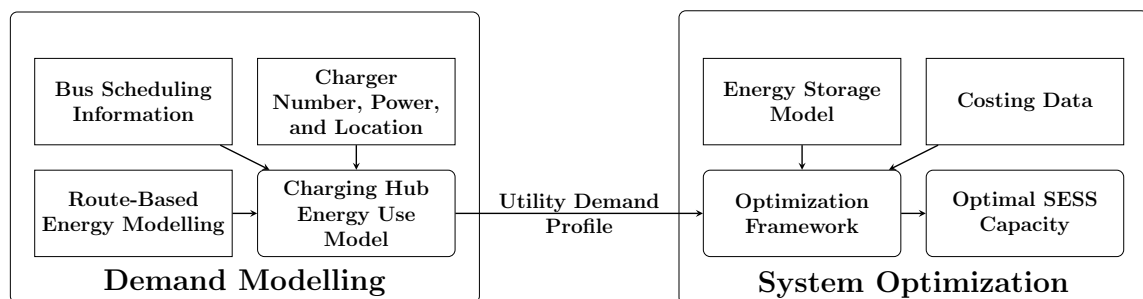 Bus Scheduling
Information
Charger
Number, Power,
and Location
Route-Based
Energy Modelling
Charging Hub
Energy Use
Model
Demand Modelling
Utility Demand
Profile
Energy Storage
Model
Costing Data
Optimization
Framework
Optimal SESS
Capacity
System Optimization